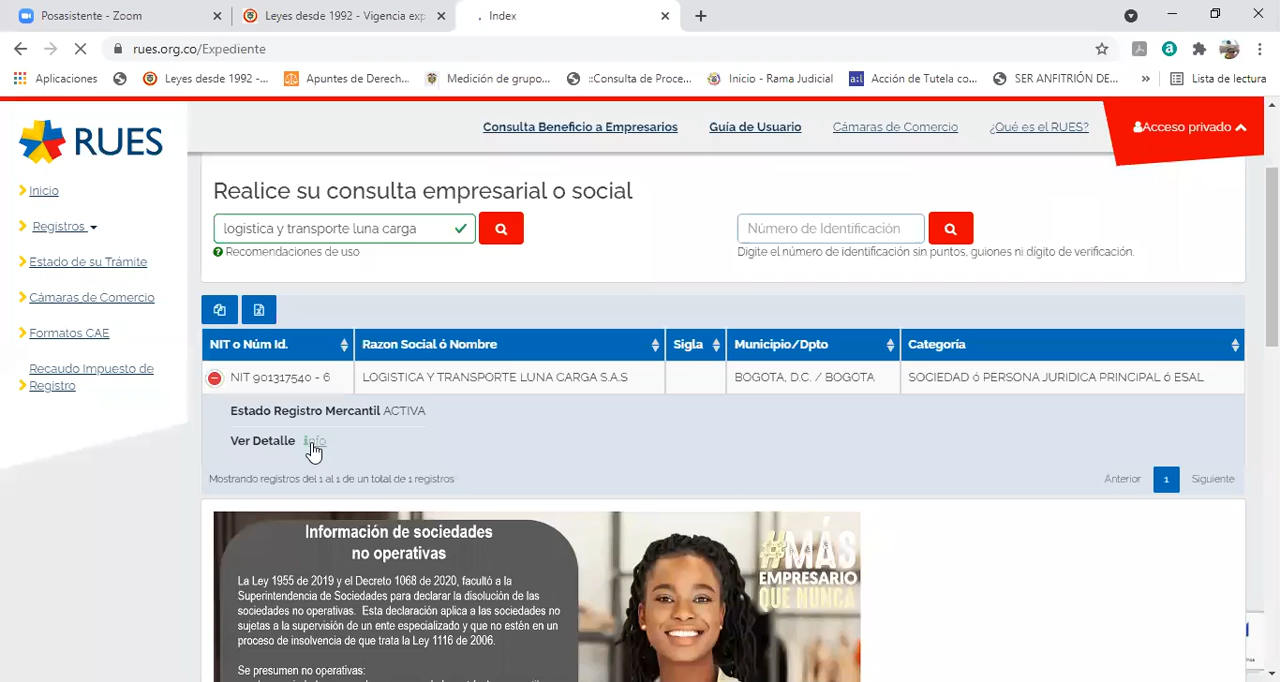 Posasistente - Zoom
Leyes desde 1992 - Vigencia exp
Index
rues.org.co/Expediente
Aplicaciones
Leyes desde 1992 -...
Apuntes de Derech...
Medición de grupo...
::Consulta de Proce...
Inicio - Rama Judicial
Acción de Tutela co...
SER ANFITRIÓN DE...
»
Lista de lectura
RUES
Consulta Beneficio a Empresarios
Guía de Usuario
Cámaras de Comercio
¿Qué es el RUES?
Acceso privado
Inicio
Registros
Estado de su Trámite
Cámaras de Comercio
Formatos CAE
Recaudo Impuesto de
Registro
Realice su consulta empresarial o social
logistica y transporte luna carga
Número de Identificación
Recomendaciones de uso
Digite el número de identificación sin puntos, guiones ni dígito de verificación.
NIT o Núm Id.
Razon Social ó Nombre
Sigla
Municipio/Dpto
Categoría
NIT 901317540 - 6
LOGISTICA Y TRANSPORTE LUNA CARGA S.A.S
BOGOTA, D.C. / BOGOTA
SOCIEDAD ó PERSONA JURIDICA PRINCIPAL ó ESAL
Estado Registro Mercantil ACTIVA
Ver Detalle info
Mostrando registros del 1 al 1 de un total de 1 registros
Anterior
1
Siguiente
Información de sociedades
no operativas
La Ley 1955 de 2019 y el Decreto 1068 de 2020, facultó a la
Superintendencia de Sociedades para declarar la disolución de las
sociedades no operativas. Esta declaración aplica a las sociedades no
sujetas a la supervisión de un ente especializado y que no estén en un
proceso de insolvencia de que trata la Ley 1116 de 2006.
Se presumen no operativas:
#MÁS
EMPRESARIO
QUE NUNCA